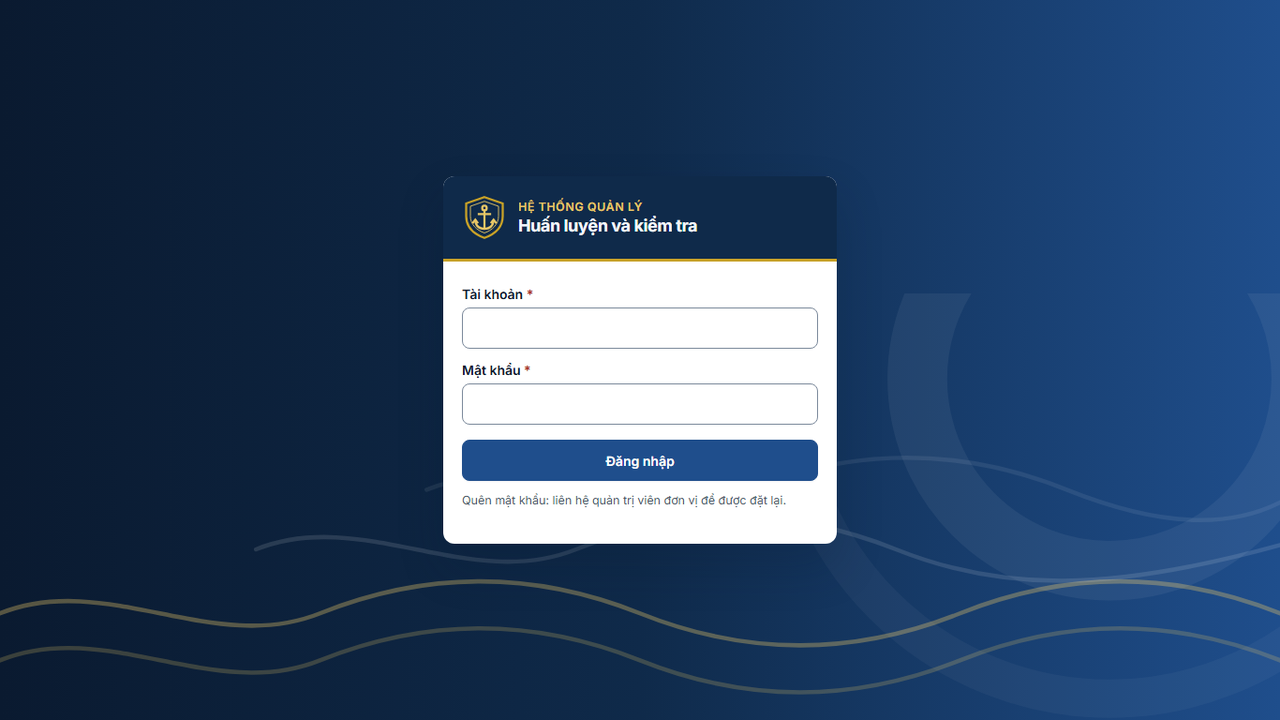 HỆ THỐNG QUẢN LÝ
Huấn luyện và kiểm tra
Tài khoản *
Mật khẩu *
Đăng nhập
Quên mật khẩu: liên hệ quản trị viên đơn vị để được đặt lại.